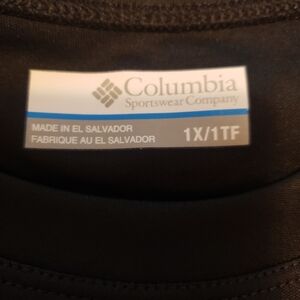 Columbia
Sportswear Company
MADE IN EL SALVADOR
FABRIQUE AU EL SALVADOR
1X/1TF